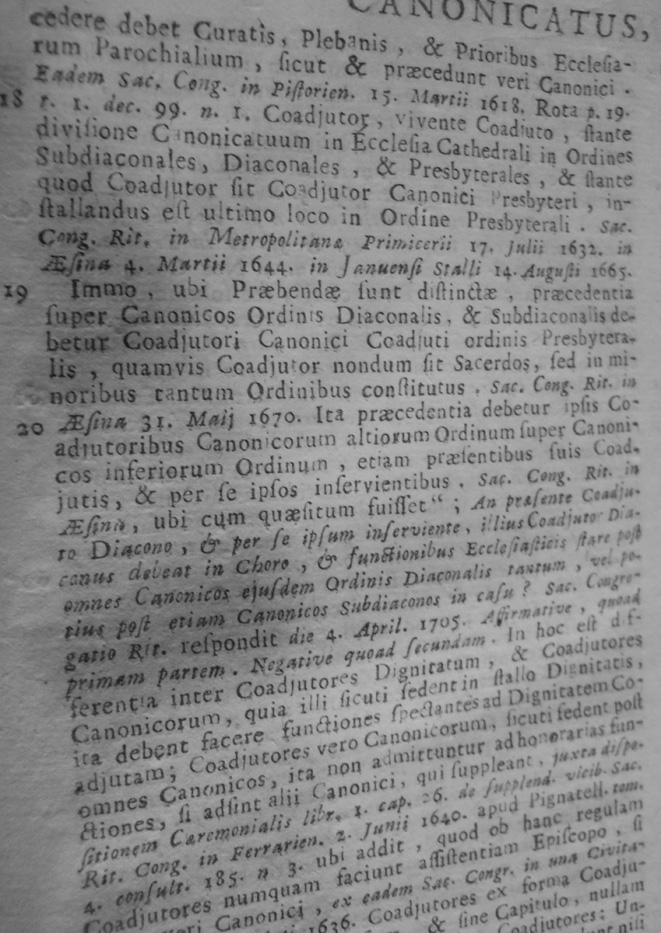 CANONICATUS,
cedere debet Curatis, Plebanis, & Prioribus Ecclesia-
rum Parochialium, sicut & præcedunt veri Canonici.
Eadem Sac. Cong. in Pistorien. 15. Martii 1618. Rota p. 19.
18 t. 1. dec. 99. n. 1. Coadjutor, vivente Coadjuto, stante
divisione Canonicatuum in Ecclesia Cathedrali in Ordines
Subdiaconales, Diaconales, & Presbyterales, & stante
quod Coadjutor sit Coadjutor Canonici Presbyteri, in-
stallandus est ultimo loco in Ordine Presbyterali. Sac.
Cong. Rit. in Metropolitana Primicerii 17. Julii 1632. in
Æsina 4. Martii 1644. in Januensi Stalli 14. Augusti 1665.
19 Immo, ubi Præbendæ sunt distinctæ, præcedentia
super Canonicos Ordinis Diaconalis, & Subdiaconalis de-
betur Coadjutori Canonici Coadjuti ordinis Presbytera-
lis, quamvis Coadjutor nondum sit Sacerdos, sed in mi-
noribus tantum Ordinibus constitutus. Sac. Cong. Rit. in
20 Æsina 31. Maij 1670. Ita præcedentia debetur ipsis Co-
adjutoribus Canonicorum altiorum Ordinum super Canoni-
cos inferiorum Ordinum, etiam præsentibus suis Coad-
jutis, & per se ipsos inservientibus. Sac. Cong. Rit. in
Æsina, ubi cum quæsitum fuisset“; An præsente Coadju-
to Diacono, & per se ipsum inserviente, illius Coadjutor Dia-
conus debeat in Choro, & functionibus Ecclesiasticis stare post
omnes Canonicos ejusdem Ordinis Diaconalis tantum, vel po-
tius post etiam Canonicos Subdiaconos in casu? Sac. Congre-
gatio Rit. respondit die 4. April. 1705. Affirmative, quoad
primam partem. Negative quoad secundam. In hoc est dif-
ferentia inter Coadjutores Dignitatum, & Coadjutores
Canonicorum, quia illi sicuti sedent in stallo Dignitatis,
ita debent facere functiones spectantes ad Dignitatem Co-
adjutam; Coadjutores vero Canonicorum, sicuti sedent post
omnes Canonicos, ita non admittuntur ad honorarias fun-
ctiones, si adsint alii Canonici, qui suppleant, juxta dispo-
sitionem Cæremonialis libr. 1. cap. 26. de supplend. vicib. Sac.
Rit. Cong. in Ferrarien. 2. Junii 1640. apud Pignatell. tom.
4. consult. 185. n 3. ubi addit, quod ob hanc regulam
Coadjutores numquam faciunt assistentiam Episcopo, si
Canonici, ex eadem Sac. Congr. in una Civita-
1636. Coadjutores ex forma Coadju-
& sine Capitulo, nullam
Coadjutores: Un-
nisi